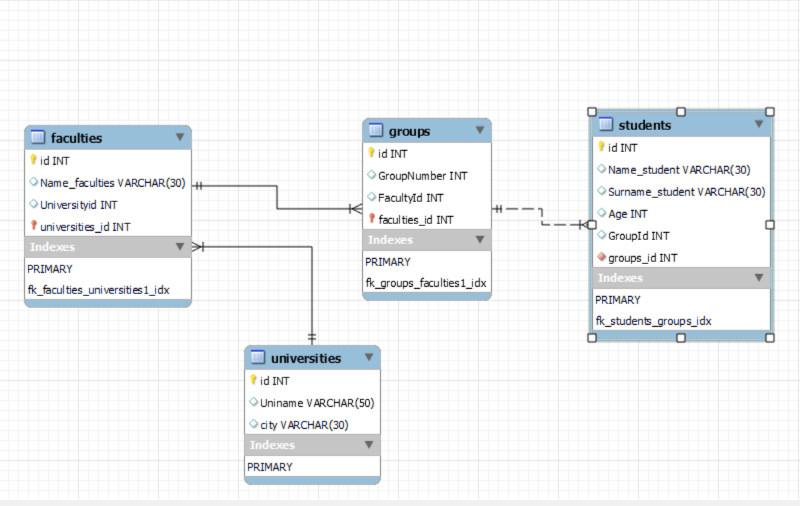 faculties
id INT
Name_faculties VARCHAR(30)
Universityid INT
universities_id INT
Indexes
PRIMARY
fk_faculties_universities1_idx
groups
id INT
GroupNumber INT
FacultyId INT
faculties_id INT
Indexes
PRIMARY
fk_groups_faculties1_idx
students
id INT
Name_student VARCHAR(30)
Surname_student VARCHAR(30)
Age INT
GroupId INT
groups_id INT
Indexes
PRIMARY
fk_students_groups_idx
universities
id INT
Uniname VARCHAR(50)
city VARCHAR(30)
Indexes
PRIMARY